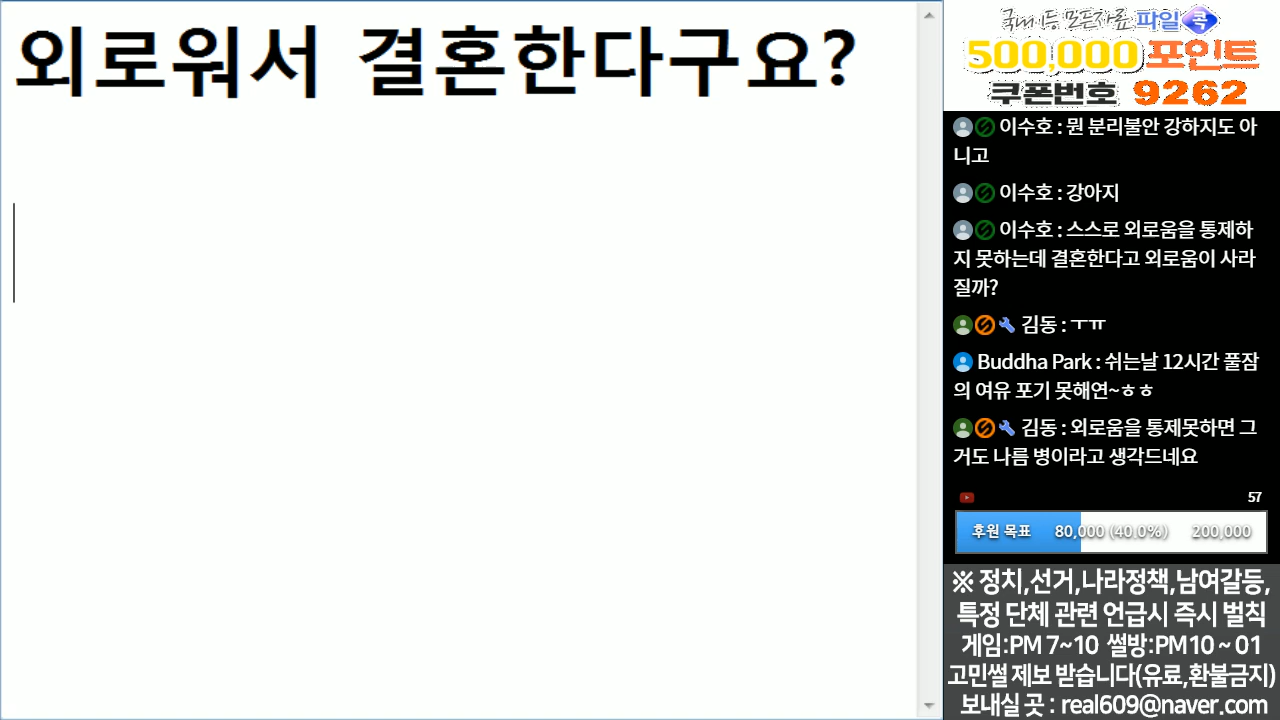 외로워서 결혼한다구요?
국내 1등 모든자료 파일콕
500,000 포인트
쿠폰번호 9262
이수호 : 뭔 분리불안 강하지도 아
니고
이수호 : 강아지
이수호 : 스스로 외로움을 통제하
지 못하는데 결혼한다고 외로움이 사라
질까?
김동 : ㅜㅠ
Buddha Park : 쉬는날 12시간 풀잠
의 여유 포기 못해연~ㅎㅎ
김동 : 외로움을 통제못하면 그
거도 나름 병이라고 생각드네요
57
후원 목표 80,000 (40.0%) 200,000
※ 정치,선거,나라정책,남여갈등,
특정 단체 관련 언급시 즉시 벌칙
게임:PM 7~10 썰방:PM 10 ~ 01
고민썰 제보 받습니다(유료,환불금지)
보내실 곳 : real609@naver.com